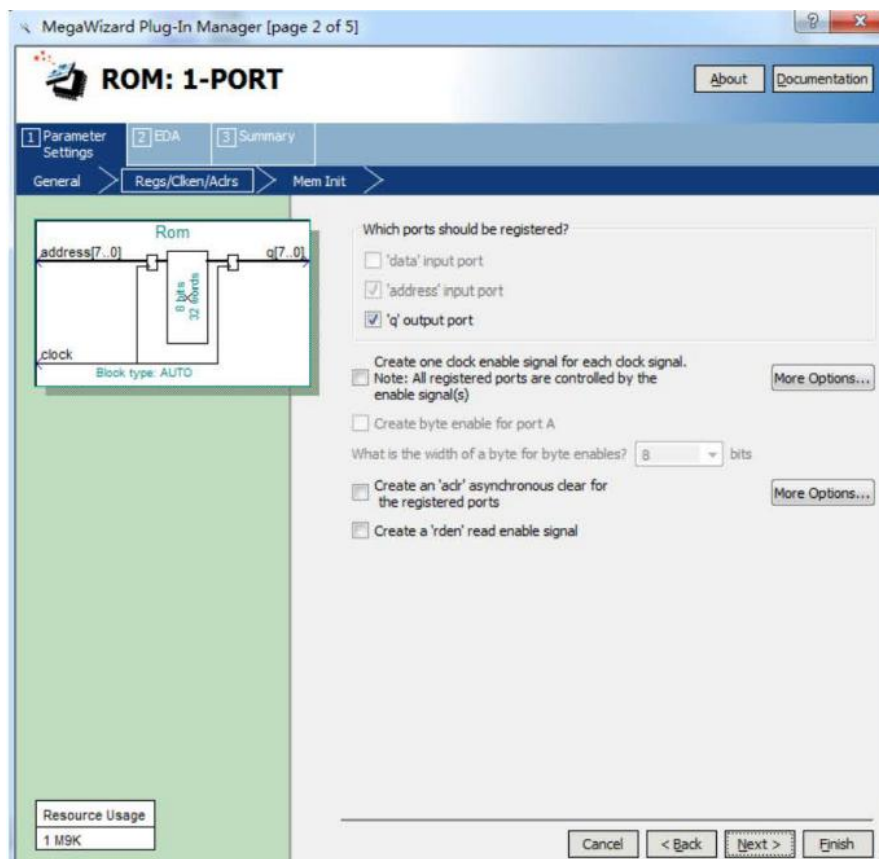 MegaWizard Plug-In Manager [page 2 of 5]
ROM: 1-PORT
About
Documentation
1 Parameter Settings
2 EDA
3 Summary
General
Regs/Clken/Aclrs
Mem Init
Rom
address[7..0]
q[7..0]
8 bits
32 words
clock
Block type: AUTO
Which ports should be registered?
'data' input port
'address' input port
'q' output port
Create one clock enable signal for each clock signal.
Note: All registered ports are controlled by the
enable signal(s)
More Options...
Create byte enable for port A
What is the width of a byte for byte enables? 8 bits
Create an 'aclr' asynchronous clear for
the registered ports
More Options...
Create a 'rden' read enable signal
Resource Usage
1 M9K
Cancel
< Back
Next >
Finish